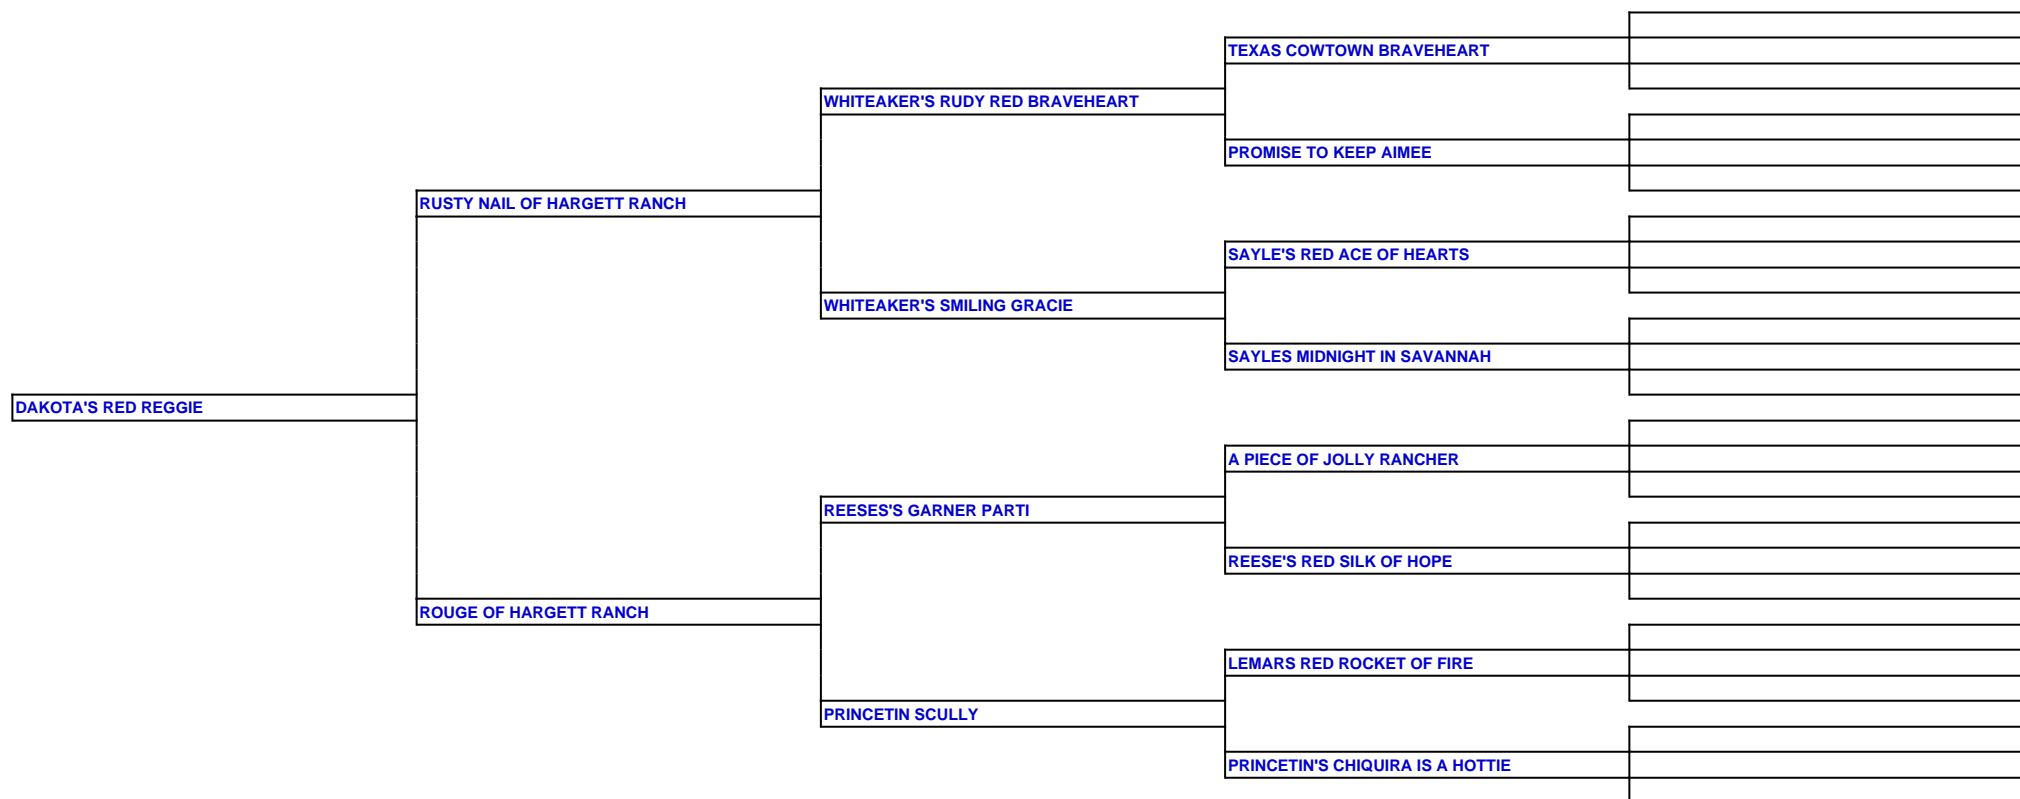 TEXAS COWTOWN BRAVEHEART
WHITEAKER'S RUDY RED BRAVEHEART
PROMISE TO KEEP AIMEE
RUSTY NAIL OF HARGETT RANCH
SAYLE'S RED ACE OF HEARTS
WHITEAKER'S SMILING GRACIE
SAYLES MIDNIGHT IN SAVANNAH
DAKOTA'S RED REGGIE
A PIECE OF JOLLY RANCHER
REESES'S GARNER PARTI
REESE'S RED SILK OF HOPE
ROUGE OF HARGETT RANCH
LEMARS RED ROCKET OF FIRE
PRINCETIN SCULLY
PRINCETIN'S CHIQUIRA IS A HOTTIE